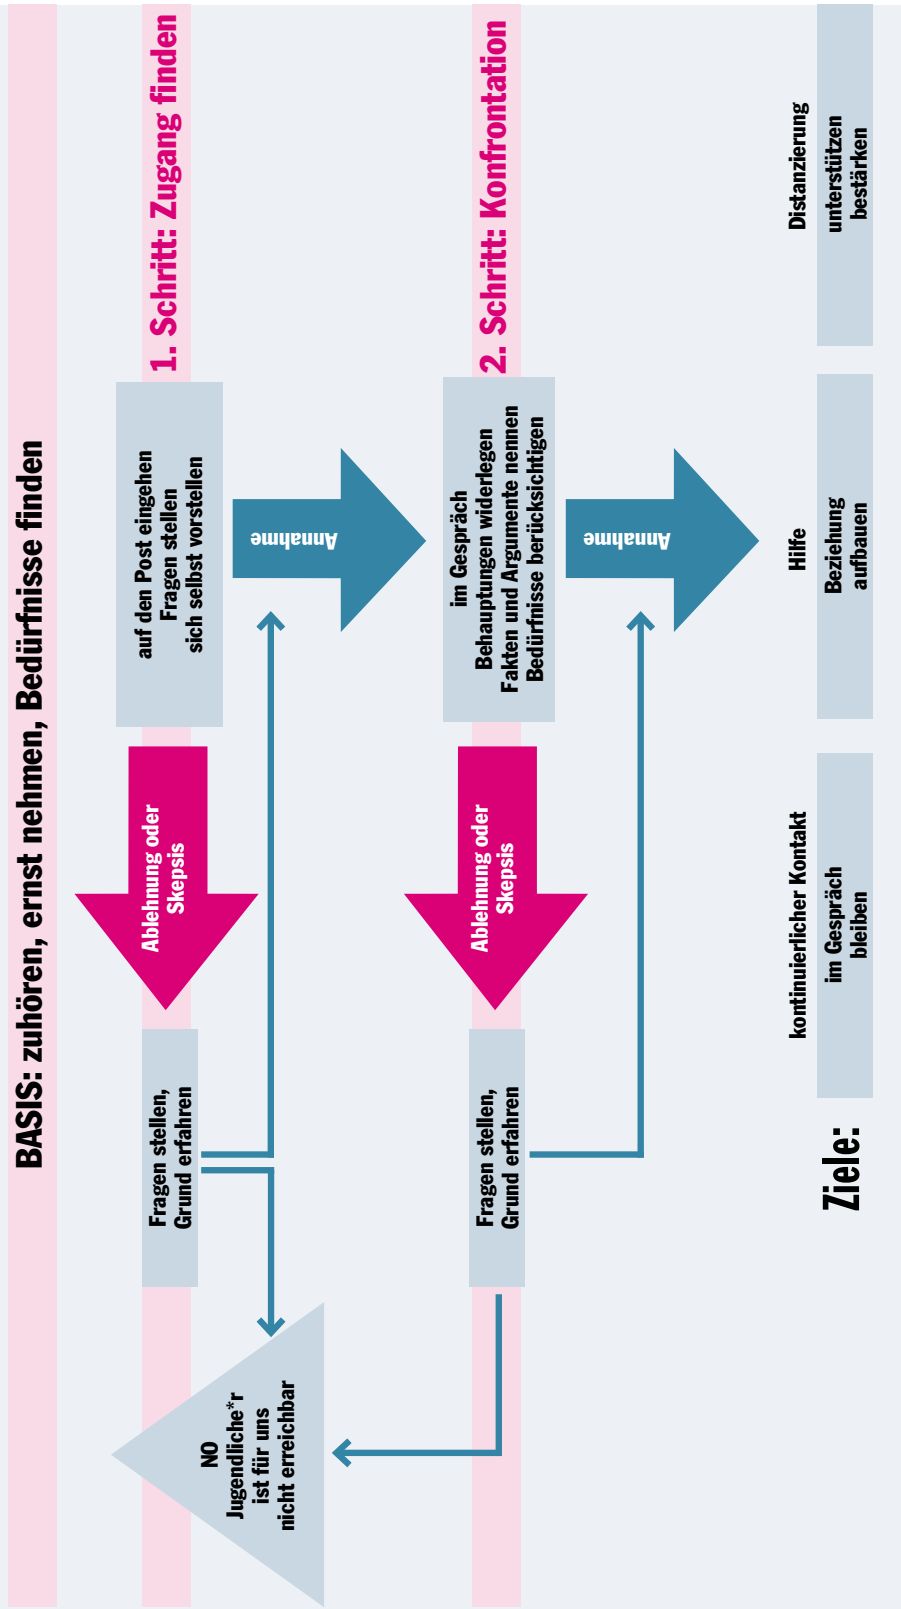 BASIS: zuhören, ernst nehmen, Bedürfnisse finden
1. Schritt: Zugang finden
auf den Post eingehen
Fragen stellen
sich selbst vorstellen
Ablehnung oder
Skepsis
Fragen stellen,
Grund erfahren
Annahme
NO
Jugendliche*r
ist für uns
nicht erreichbar
2. Schritt: Konfrontation
im Gespräch
Behauptungen widerlegen
Fakten und Argumente nennen
Bedürfnisse berücksichtigen
Ablehnung oder
Skepsis
Fragen stellen,
Grund erfahren
Annahme
Ziele:
kontinuierlicher Kontakt
im Gespräch
bleiben
Hilfe
Beziehung
aufbauen
Distanzierung
unterstützen
bestärken